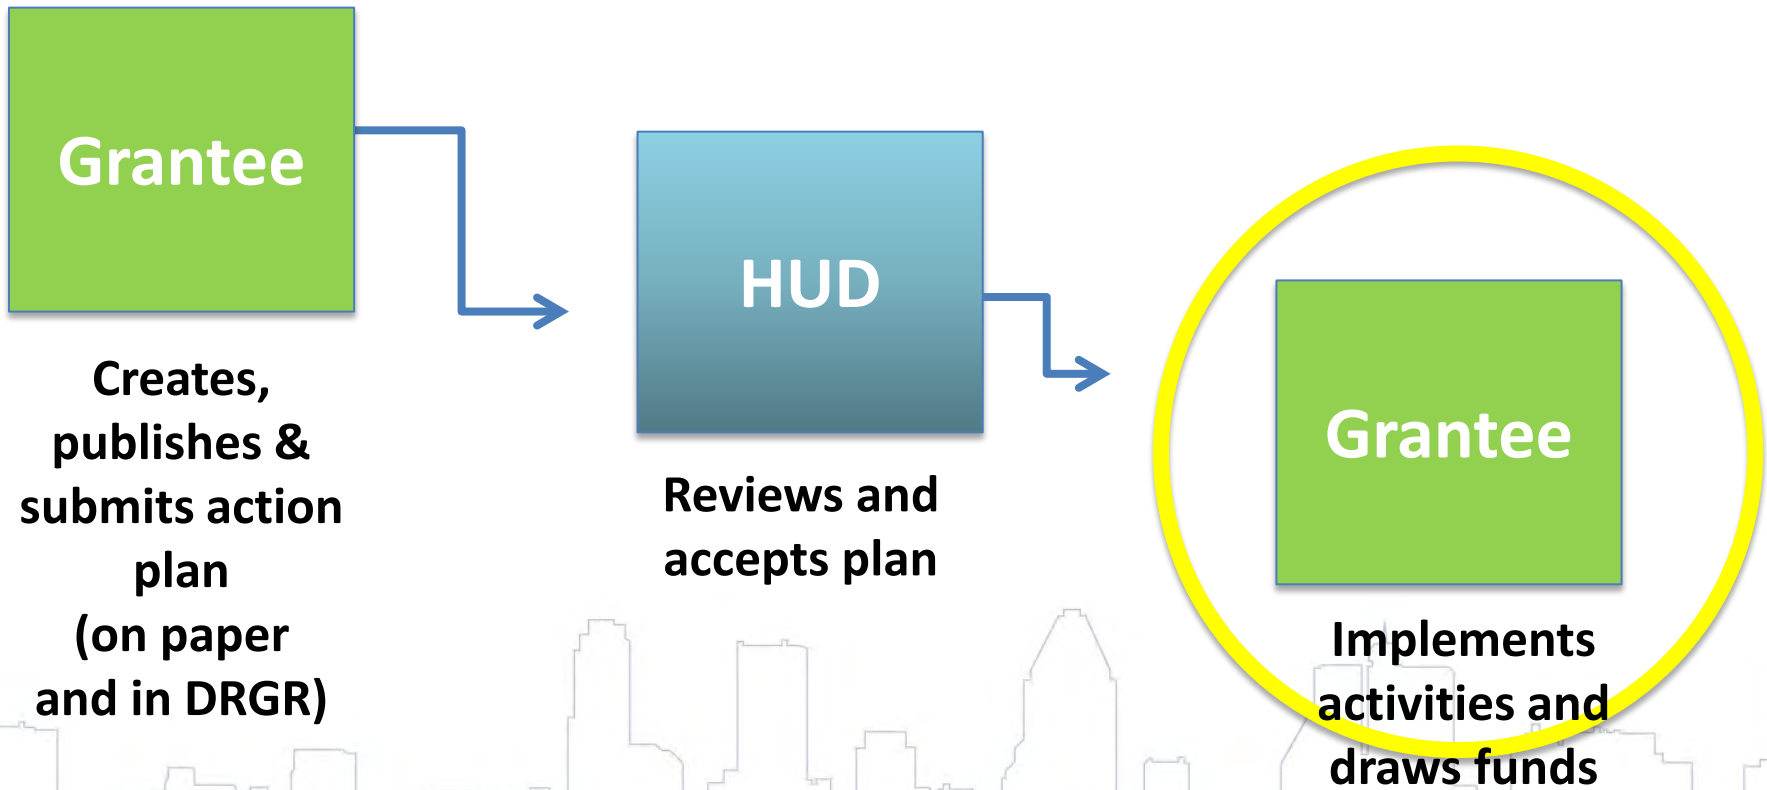 Grantee
Creates,
publishes &
submits action
plan
(on paper
and in DRGR)
HUD
Reviews and
accepts plan
Grantee
Implements
activities and
draws funds